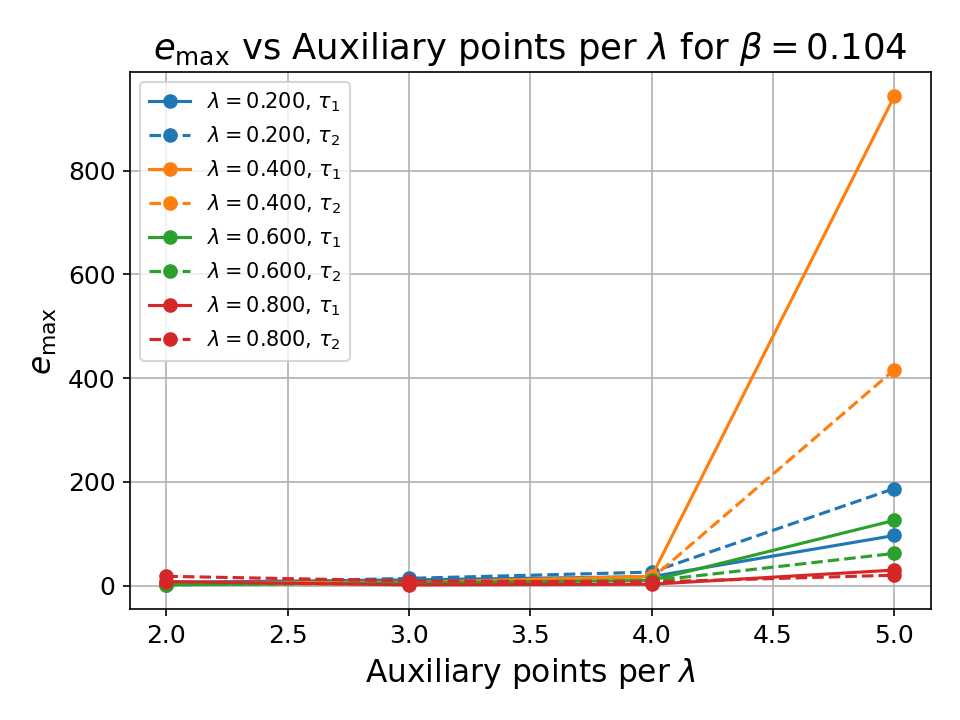 e_max vs Auxiliary points per λ for β = 0.104
λ = 0.200, τ₁
λ = 0.200, τ₂
λ = 0.400, τ₁
λ = 0.400, τ₂
λ = 0.600, τ₁
λ = 0.600, τ₂
λ = 0.800, τ₁
λ = 0.800, τ₂
e_max
800
600
400
200
0
2.0 2.5 3.0 3.5 4.0 4.5 5.0
Auxiliary points per λ